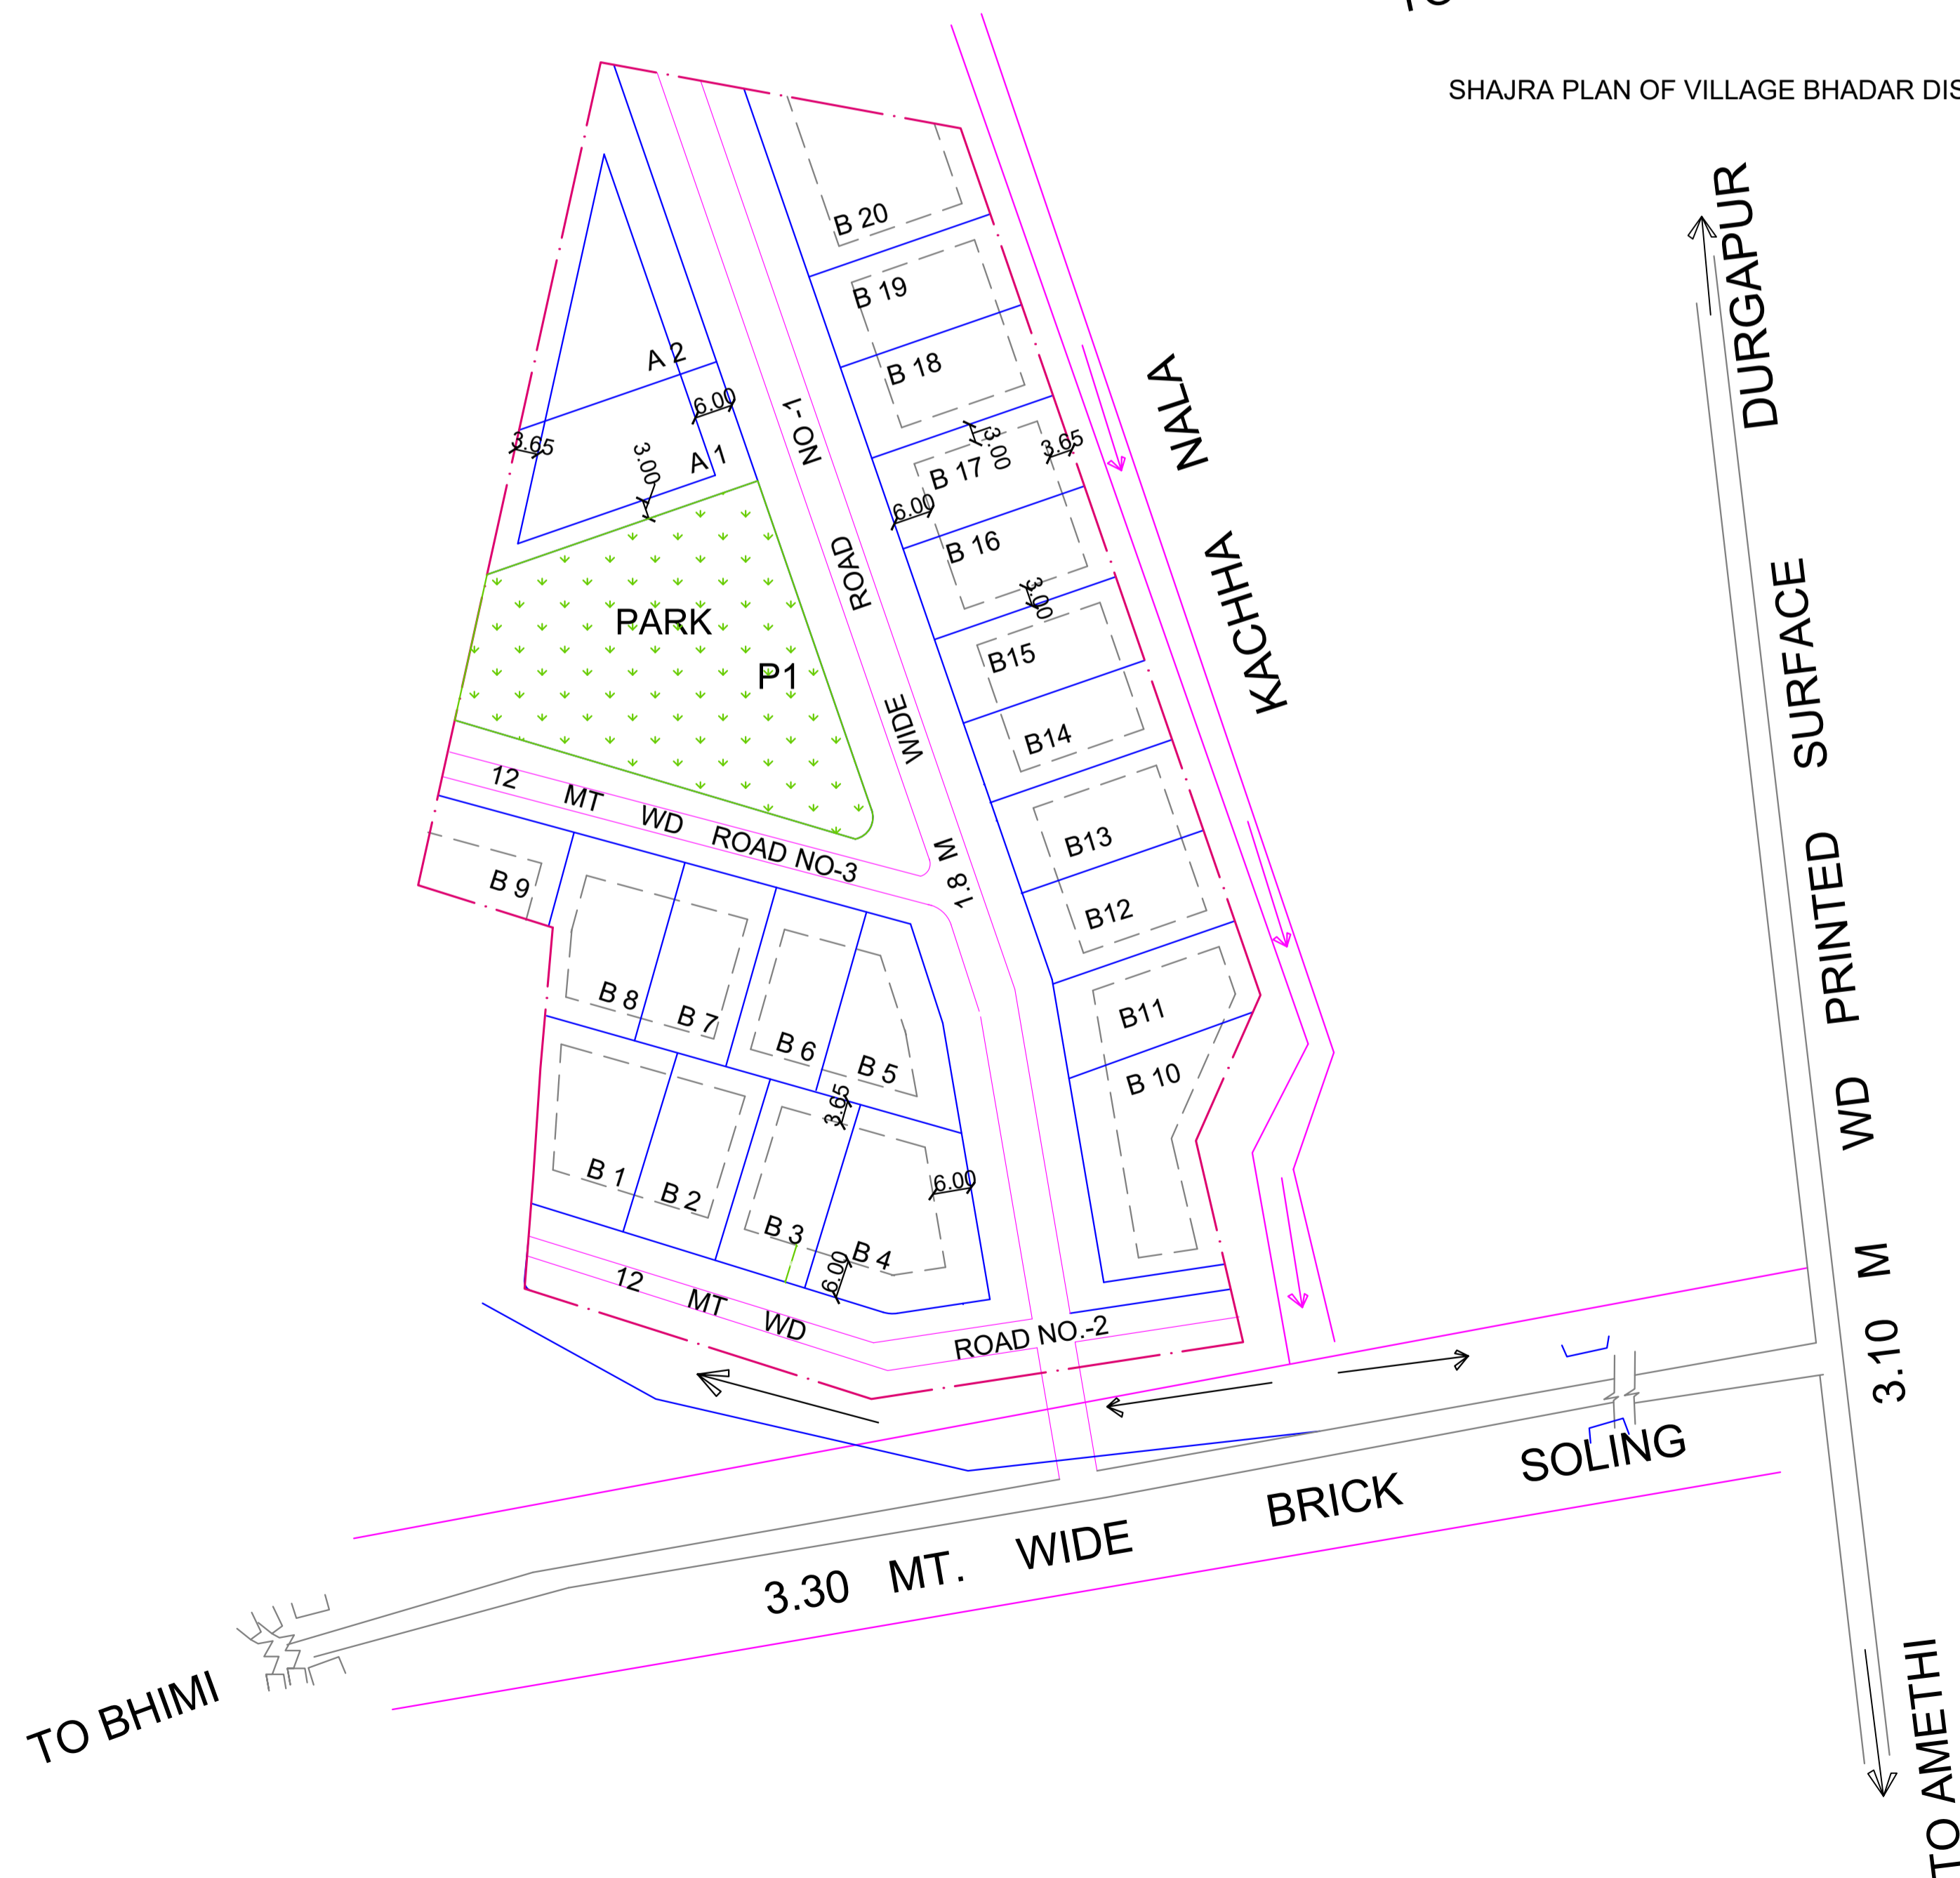 SHAJRA PLAN OF VILLAGE BHADAR DIS
B 20
B 19
B 18
B 17
B 16
B15
B14
B13
B12
B11
B 10
A 2
A 1
6.00
3.65
3.00
3.00
3.65
6.00
3.00
PARK
P1
1.8 M WIDE ROAD NO -1
KACHHA NALA
12 MT WD ROAD NO-3
B 9
B 8
B 7
B 6
B 5
3.65
B 1
B 2
B 3
B 4
6.00
6.00
12 MT WD ROAD NO.-2
3.30 MT. WIDE BRICK SOLING
3.10 M WD PRINTED SURFACE
DURGAPUR
TO BHIMI
TO AMETHI